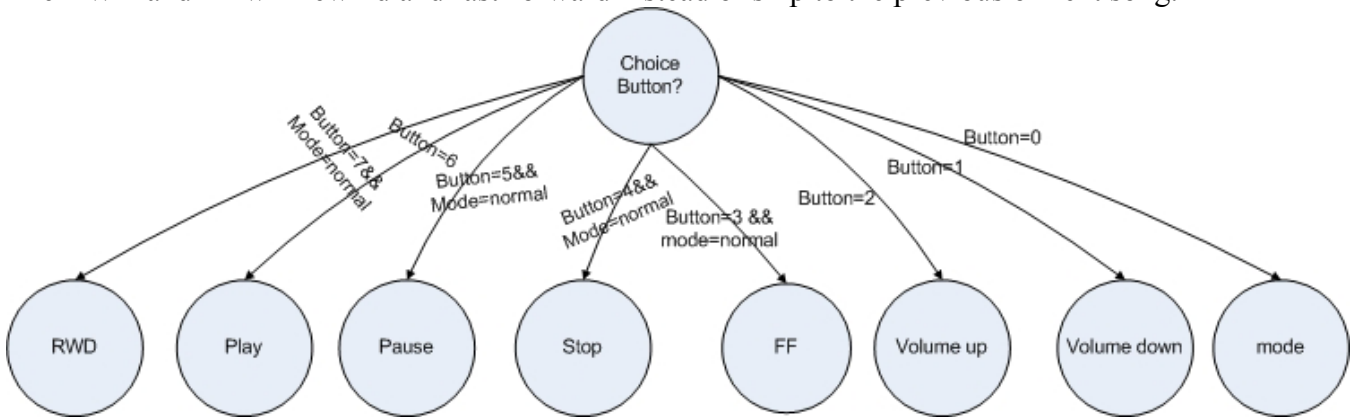 Choice
Button?
Button=7&&
Mode=normal
Button=6
Button=5&&
Mode=normal
Button=4&&
Mode=normal
Button=3 &&
mode=normal
Button=2
Button=1
Button=0
RWD
Play
Pause
Stop
FF
Volume up
Volume down
mode